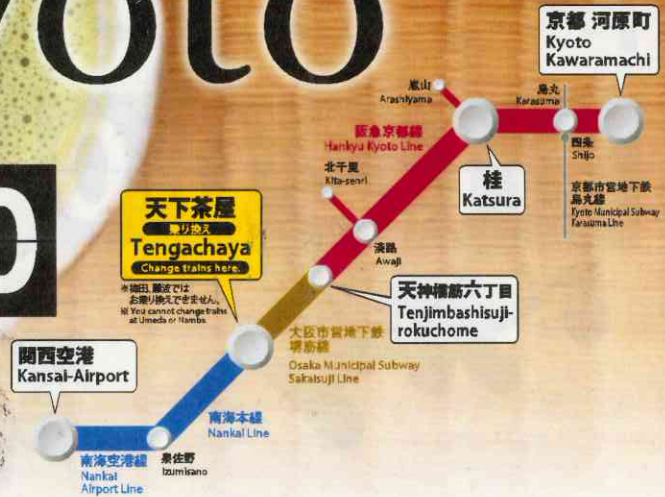 yoto
0
京都 河原町
Kyoto
Kawaramachi
嵐山
Arashiyama
烏丸
Karasuma
四条
Shijo
京都市営地下鉄
烏丸線
Kyoto Municipal Subway
Karasuma Line
阪急京都線
Hankyu Kyoto Line
桂
Katsura
北千里
Kita-senri
淡路
Awaji
天下茶屋
乗り換え
Tengachaya
Change trains here.
※梅田、難波では
お乗り換えできません。
※ You cannot change trains
at Umeda or Namba.
天神橋筋六丁目
Tenjimbashisuji-
rokuchome
大阪市営地下鉄
堺筋線
Osaka Municipal Subway
Sakaisuji Line
関西空港
Kansai-Airport
南海本線
Nankai Line
南海空港線
Nankai
Airport Line
泉佐野
Izumisano